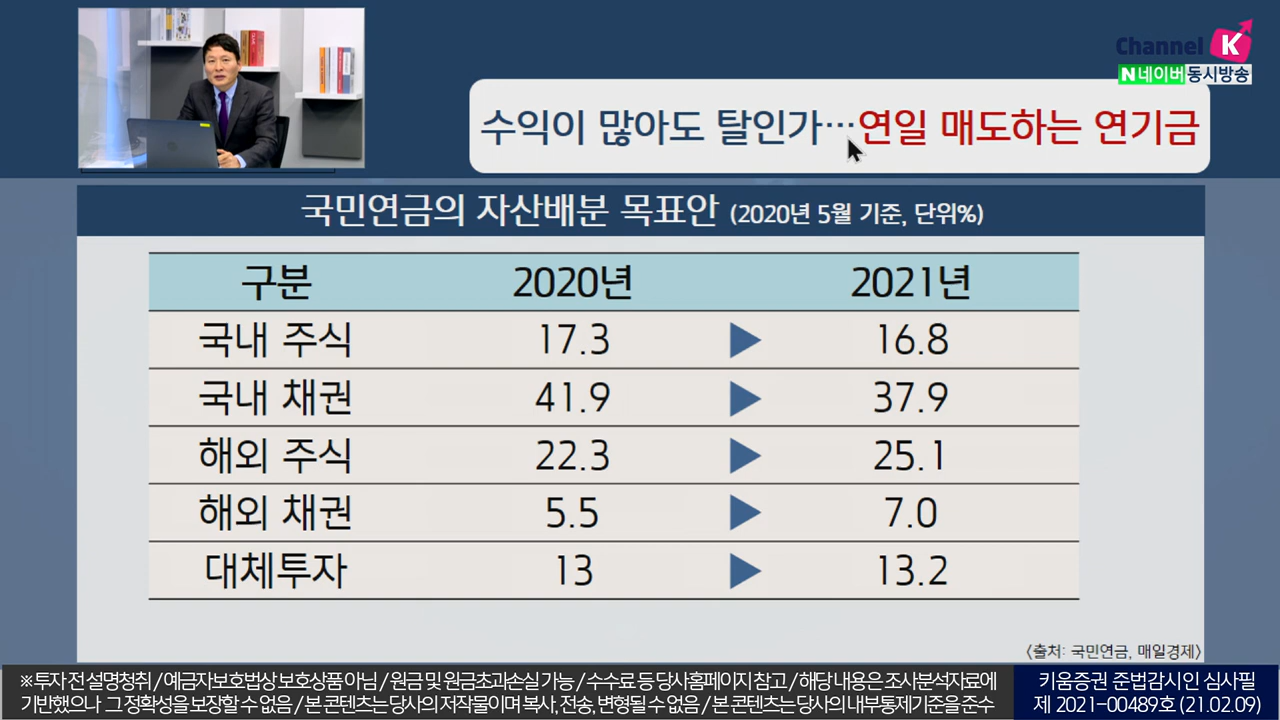 Channel K
N 네이버 동시방송
수익이 많아도 탈인가…연일 매도하는 연기금
국민연금의 자산배분 목표안 (2020년 5월 기준, 단위%)
구분 2020년 2021년
국내 주식 17.3 ▶ 16.8
국내 채권 41.9 ▶ 37.9
해외 주식 22.3 ▶ 25.1
해외 채권 5.5 ▶ 7.0
대체투자 13 ▶ 13.2
〈출처: 국민연금, 매일경제〉
※ 투자 전 설명청취 / 예금자보호법상 보호상품 아님 / 원금 및 원금초과손실 가능 / 수수료 등 당사홈페이지 참고 / 해당 내용은 조사분석자료에
기반했으나 그 정확성을 보장할 수 없음 / 본 콘텐츠는 당사의 저작물이며 복사, 전송, 변형될 수 없음 / 본 콘텐츠는 당사의 내부통제기준을 준수
키움증권 준법감시인 심사필
제 2021-00489호 (21.02.09)